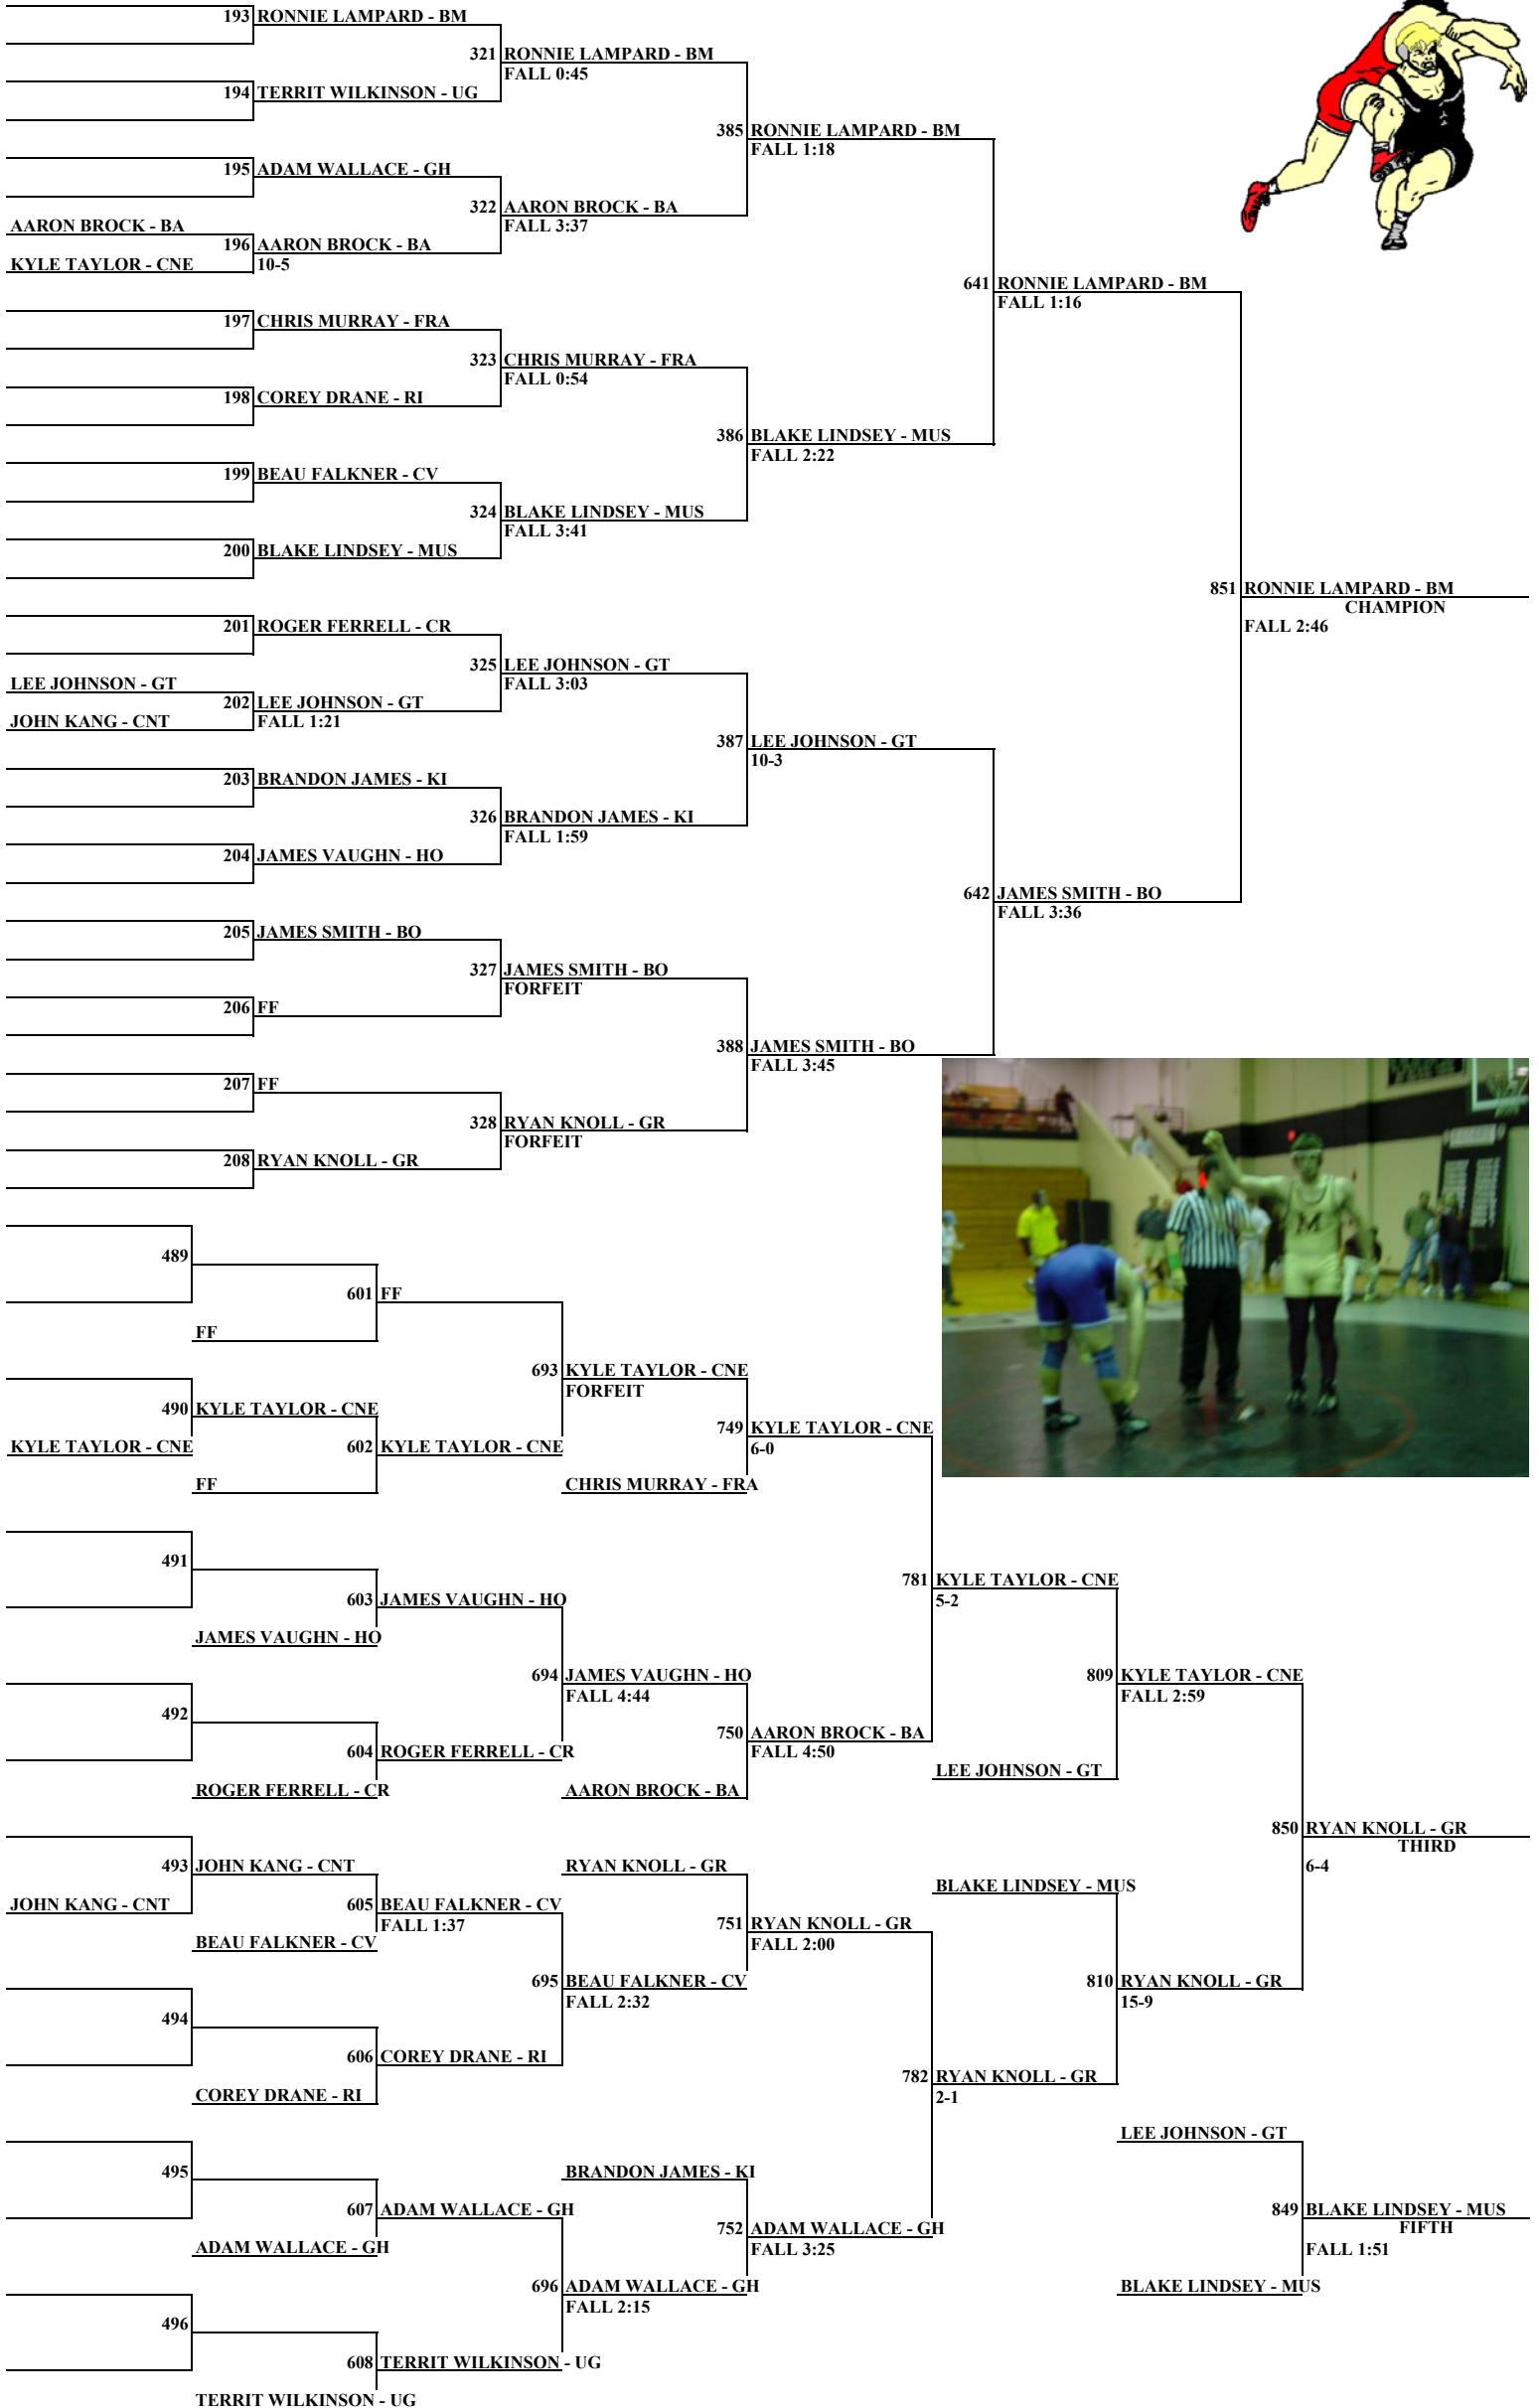 193 RONNIE LAMPARD - BM
321 RONNIE LAMPARD - BM
FALL 0:45
194 TERRIT WILKINSON - UG
385 RONNIE LAMPARD - BM
FALL 1:18
195 ADAM WALLACE - GH
322 AARON BROCK - BA
FALL 3:37
AARON BROCK - BA
196 AARON BROCK - BA
KYLE TAYLOR - CNE
10-5
641 RONNIE LAMPARD - BM
FALL 1:16
197 CHRIS MURRAY - FRA
323 CHRIS MURRAY - FRA
FALL 0:54
198 COREY DRANE - RI
386 BLAKE LINDSEY - MUS
FALL 2:22
199 BEAU FALKNER - CV
324 BLAKE LINDSEY - MUS
FALL 3:41
200 BLAKE LINDSEY - MUS
851 RONNIE LAMPARD - BM
CHAMPION
FALL 2:46
201 ROGER FERRELL - CR
325 LEE JOHNSON - GT
FALL 3:03
LEE JOHNSON - GT
202 LEE JOHNSON - GT
JOHN KANG - CNT
FALL 1:21
387 LEE JOHNSON - GT
10-3
203 BRANDON JAMES - KI
326 BRANDON JAMES - KI
FALL 1:59
204 JAMES VAUGHN - HO
642 JAMES SMITH - BO
FALL 3:36
205 JAMES SMITH - BO
327 JAMES SMITH - BO
FORFEIT
206 FF
388 JAMES SMITH - BO
FALL 3:45
207 FF
328 RYAN KNOLL - GR
FORFEIT
208 RYAN KNOLL - GR
M
489
601 FF
FF
693 KYLE TAYLOR - CNE
FORFEIT
490 KYLE TAYLOR - CNE
749 KYLE TAYLOR - CNE
6-0
KYLE TAYLOR - CNE
602 KYLE TAYLOR - CNE
FF
CHRIS MURRAY - FRA
491
781 KYLE TAYLOR - CNE
5-2
603 JAMES VAUGHN - HO
JAMES VAUGHN - HO
694 JAMES VAUGHN - HO
FALL 4:44
809 KYLE TAYLOR - CNE
FALL 2:59
492
750 AARON BROCK - BA
FALL 4:50
604 ROGER FERRELL - CR
LEE JOHNSON - GT
ROGER FERRELL - CR
AARON BROCK - BA
850 RYAN KNOLL - GR
THIRD
6-4
493 JOHN KANG - CNT
RYAN KNOLL - GR
BLAKE LINDSEY - MUS
JOHN KANG - CNT
605 BEAU FALKNER - CV
FALL 1:37
751 RYAN KNOLL - GR
FALL 2:00
BEAU FALKNER - CV
695 BEAU FALKNER - CV
FALL 2:32
810 RYAN KNOLL - GR
15-9
494
606 COREY DRANE - RI
782 RYAN KNOLL - GR
2-1
COREY DRANE - RI
LEE JOHNSON - GT
495
BRANDON JAMES - KI
607 ADAM WALLACE - GH
849 BLAKE LINDSEY - MUS
FIFTH
FALL 1:51
752 ADAM WALLACE - GH
FALL 3:25
ADAM WALLACE - GH
696 ADAM WALLACE - GH
FALL 2:15
BLAKE LINDSEY - MUS
496
608 TERRIT WILKINSON - UG
TERRIT WILKINSON - UG